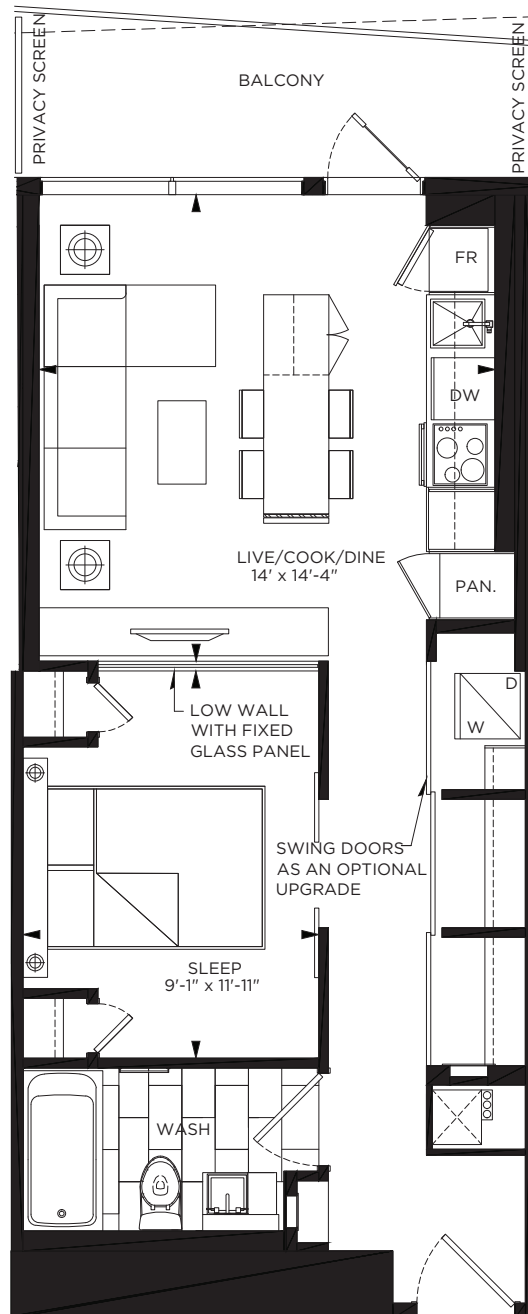 PRIVACY SCREEN
BALCONY
PRIVACY SCREEN
FR
DW
LIVE/COOK/DINE
14' x 14'-4"
PAN.
D
W
LOW WALL
WITH FIXED
GLASS PANEL
SWING DOORS
AS AN OPTIONAL
UPGRADE
SLEEP
9'-1" x 11'-11"
WASH